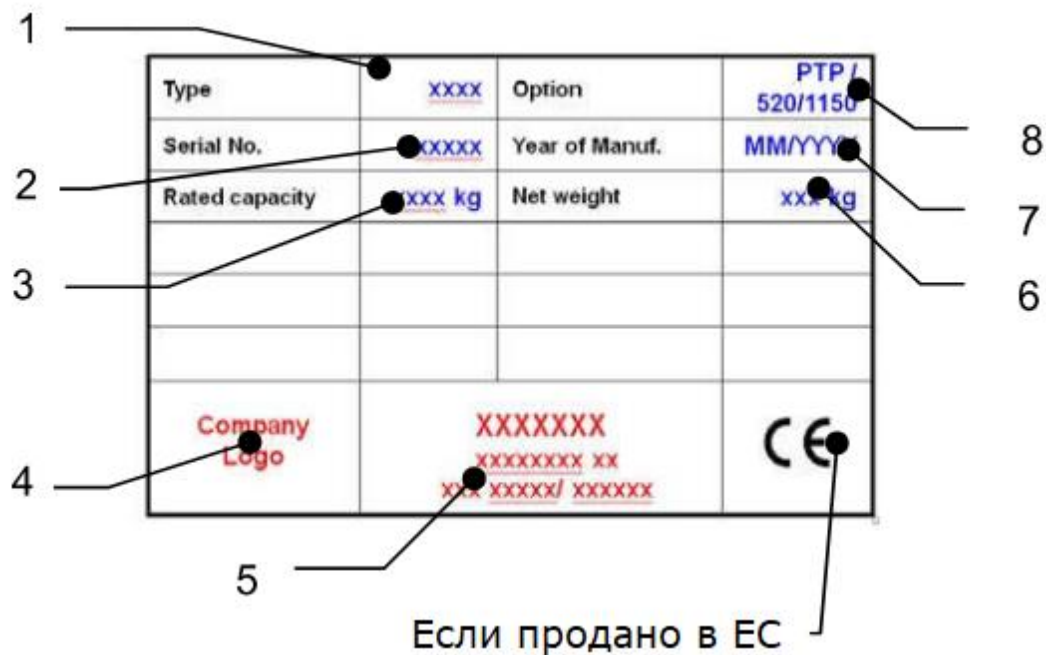 1
Type xxxx Option PTP /
520/1150
8
Serial No. xxxxx Year of Manuf. MM/YYYY
2
7
Rated capacity xxxx kg Net weight xxx kg
3
6
Company
Logo
XXXXXXX
xxxxxxxx xx
xxx xxxxx/ xxxxxx
CE
4
5
Если продано в ЕС